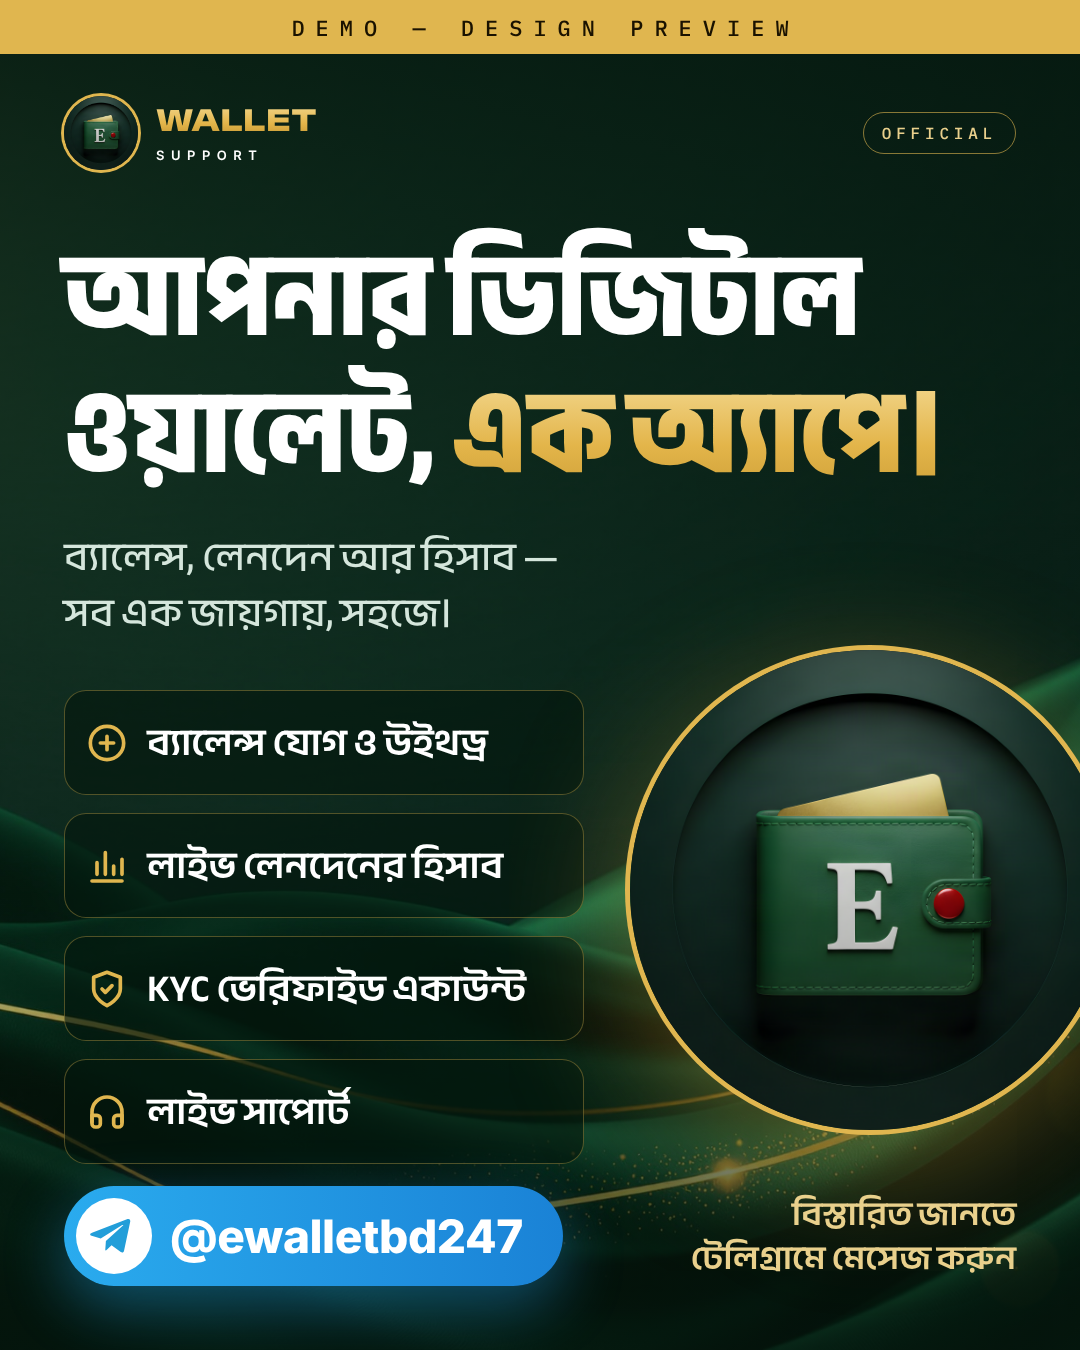 DEMO — DESIGN PREVIEW
E
WALLET
SUPPORT
OFFICIAL
আপনার ডিজিটাল
ওয়ালেট, এক অ্যাপে।
ব্যালেন্স, লেনদেন আর হিসাব —
সব এক জায়গায়, সহজে।
ব্যালেন্স যোগ ও উইথড্র
লাইভ লেনদেনের হিসাব
KYC ভেরিফাইড একাউন্ট
লাইভ সাপোর্ট
E
@ewalletbd247
বিস্তারিত জানতে
টেলিগ্রামে মেসেজ করুন